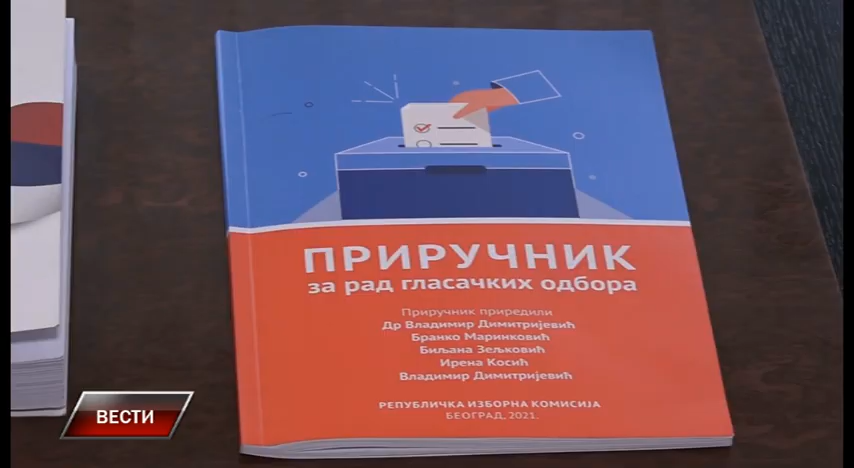 ПРИРУЧНИК
за рад гласачких одбора
Приручник приредили
Др Владимир Димитријевић
Бранко Маринковић
Биљана Зељковић
Ирена Косић
Владимир Димитријевић
РЕПУБЛИЧКА ИЗБОРНА КОМИСИЈА
БЕОГРАД, 2021.
ВЕСТИ